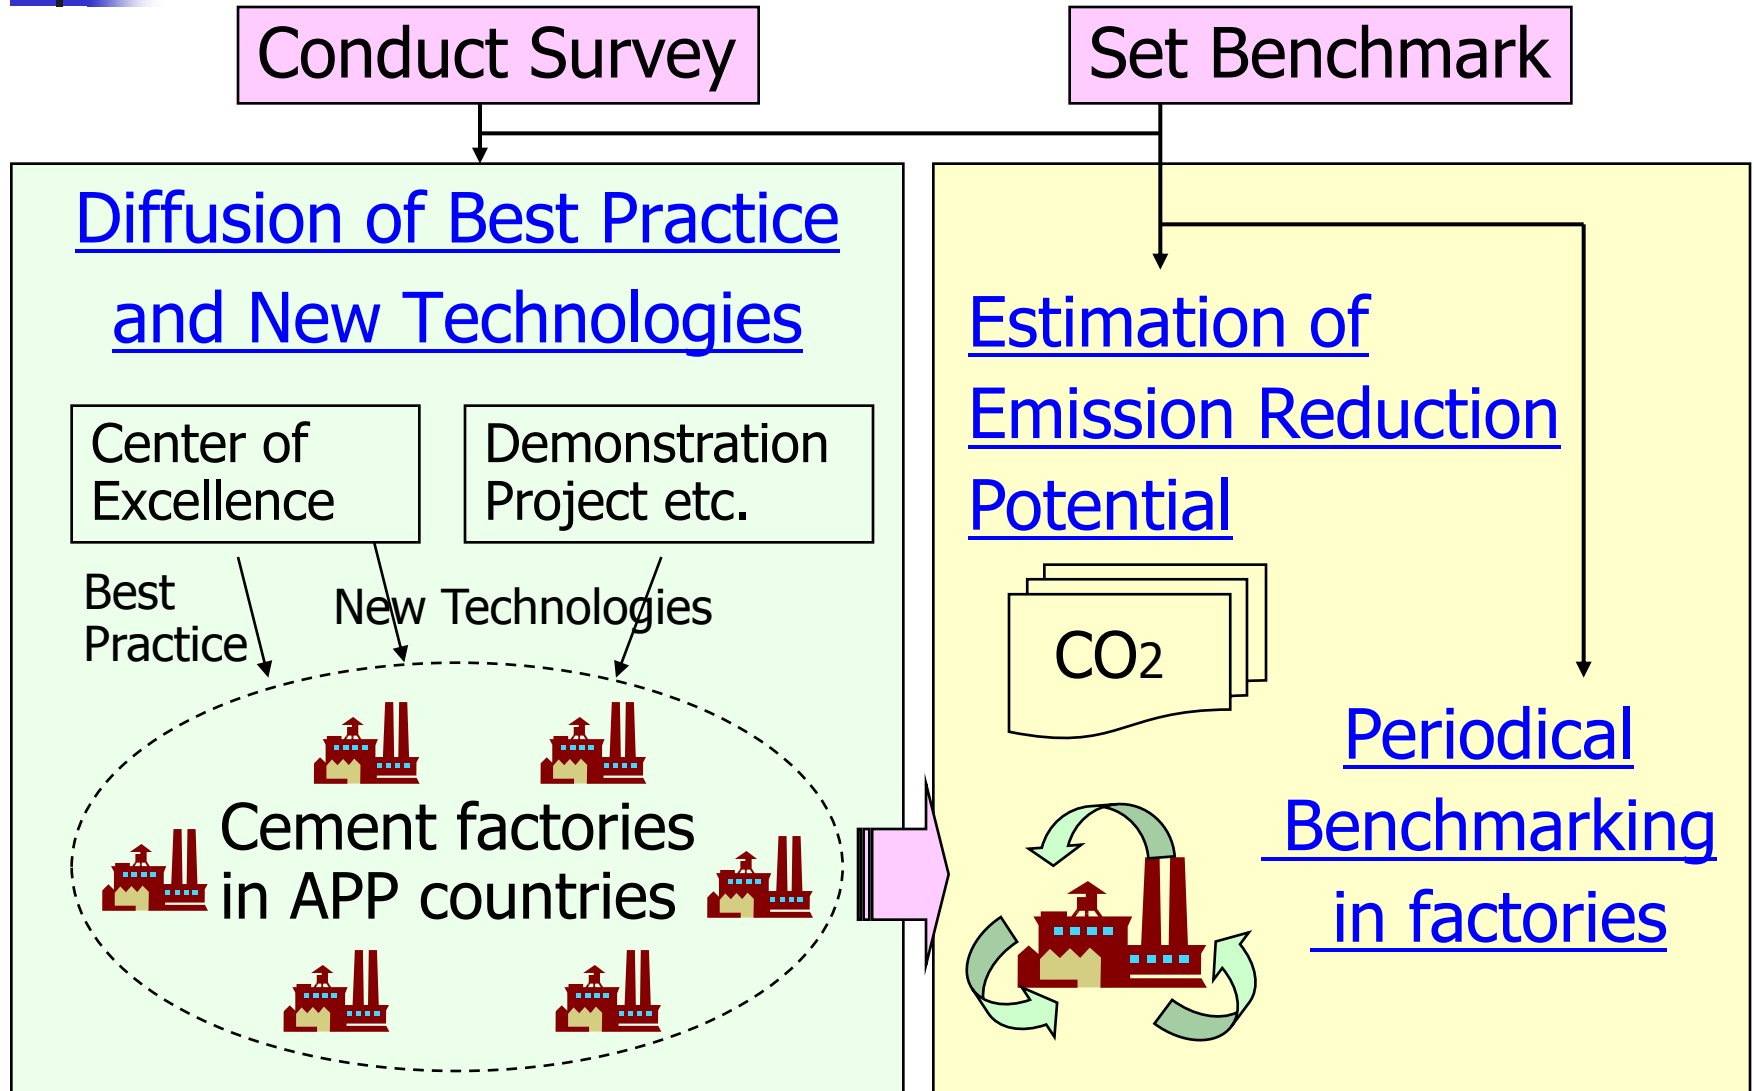 Conduct Survey
Set Benchmark
Diffusion of Best Practice
and New Technologies
Center of
Excellence
Demonstration
Project etc.
Best
Practice
New Technologies
Cement factories
in APP countries
Estimation of
Emission Reduction
Potential
CO2
Periodical
Benchmarking
in factories